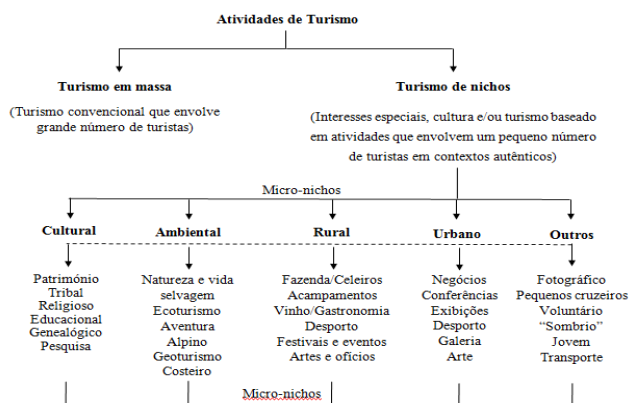 Atividades de Turismo
Turismo em massa
(Turismo convencional que envolve
grande número de turistas)
Turismo de nichos
(Interesses especiais, cultura e/ou turismo baseado
em atividades que envolvem um pequeno número
de turistas em contextos autênticos)
Micro-nichos
Cultural
Património
Tribal
Religioso
Educacional
Genealógico
Pesquisa
Ambiental
Natureza e vida
selvagem
Ecoturismo
Aventura
Alpino
Geoturismo
Costeiro
Rural
Fazenda/Celeiros
Acampamentos
Vinho/Gastronomia
Desporto
Festivais e eventos
Artes e ofícios
Urbano
Negócios
Conferências
Exibições
Desporto
Galeria
Arte
Outros
Fotográfico
Pequenos cruzeiros
Voluntário
“Sombrio”
Jovem
Transporte
Micro-nichos